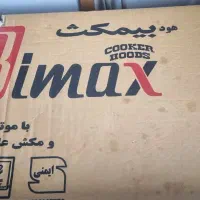 هود بیمکث
Bimax
COOKER
HOODS
با موتو
و مکش
ایمنی